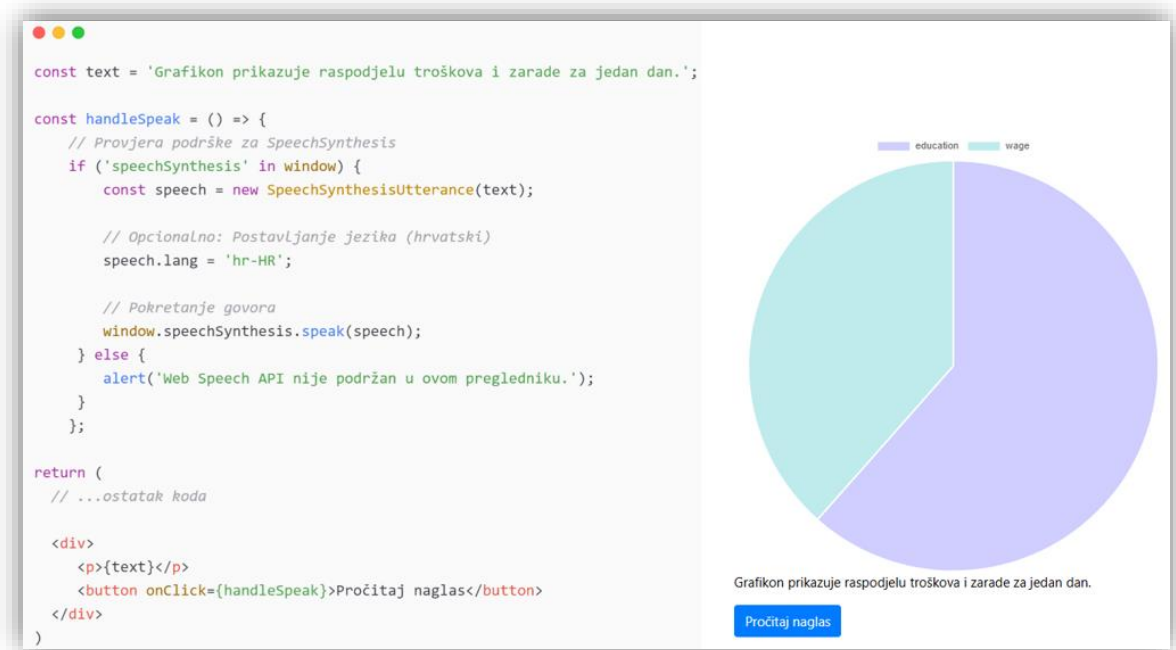 const text = 'Grafikon prikazuje raspodjelu troškova i zarade za jedan dan.';
const handleSpeak = () => {
// Provjera podrške za SpeechSynthesis
if ('speechSynthesis' in window) {
const speech = new SpeechSynthesisUtterance(text);
// Opcionalno: Postavljanje jezika (hrvatski)
speech.lang = 'hr-HR';
// Pokretanje govora
window.speechSynthesis.speak(speech);
} else {
alert('Web Speech API nije podržan u ovom pregledniku.');
}
};
return (
// ...ostatak koda
<div>
<p>{text}</p>
<button onClick={handleSpeak}>Pročitaj naglas</button>
</div>
)
education wage
Grafikon prikazuje raspodjelu troškova i zarade za jedan dan.
Pročitaj naglas